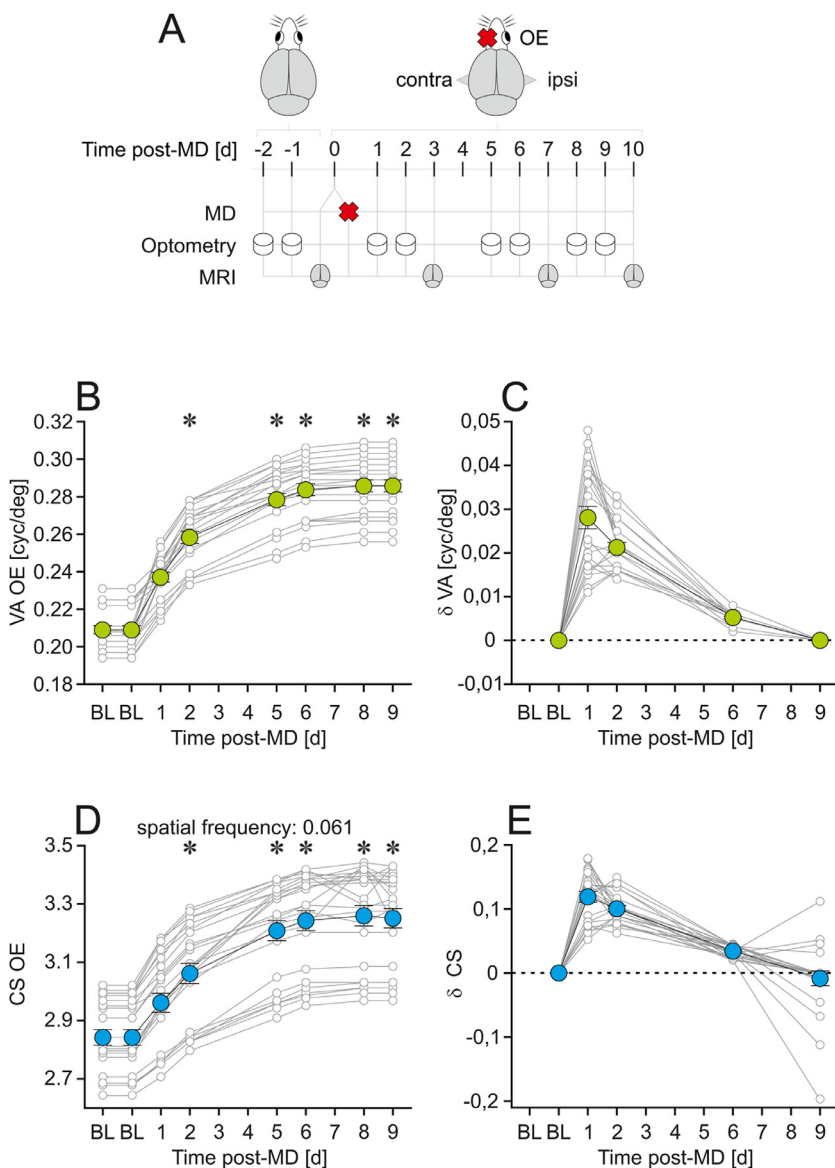 A
OE
contra ipsi
Time post-MD [d] -2 -1 0 1 2 3 4 5 6 7 8 9 10
MD
Optometry
MRI
B
* * * * *
0.32
0.30
0.28
0.26
0.24
0.22
0.20
0.18
VA OE [cyc/deg]
BL BL 1 2 3 4 5 6 7 8 9
Time post-MD [d]
C
0,05
0,04
0,03
0,02
0,01
0
-0,01
δ VA [cyc/deg]
BL BL 1 2 3 4 5 6 7 8 9
Time post-MD [d]
D
spatial frequency: 0.061
* * * * *
3.5
3.3
3.1
2.9
2.7
CS OE
BL BL 1 2 3 4 5 6 7 8 9
Time post-MD [d]
E
0,2
0,1
0
-0,1
-0,2
δ CS
BL BL 1 2 3 4 5 6 7 8 9
Time post-MD [d]